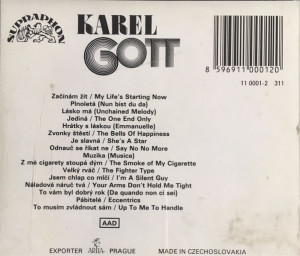 SUPRAPHON
KAREL
GOTT
8 596911 000120
11 0001-2 311
Začínám žít / My Life's Starting Now
Plnoletá (Nun bist du da)
Lásko má (Unchained Melody)
Jediná / The One End Only
Hrátky s láskou (Emmanuelle)
Zvonky štěstí / The Bells Of Happiness
Je slavná / She's A Star
Odnauč se říkat ne / Say No No More
Muzika (Musica)
Z mé cigarety stoupá dým / The Smoke of My Cigarette
Velký rváč / The Fighter Type
Jsem chlap co mlčí / I'm A Silent Guy
Náladová náruč tvá / Your Arms Don't Hold Me Tight
To vám byl dobrý rok (Da quando non ci sei)
Pábitelé / Eccentrics
To musím zvládnout sám / Up To Me To Handle
AAD
EXPORTER ARTIA PRAGUE MADE IN CZECHOSLOVAKIA